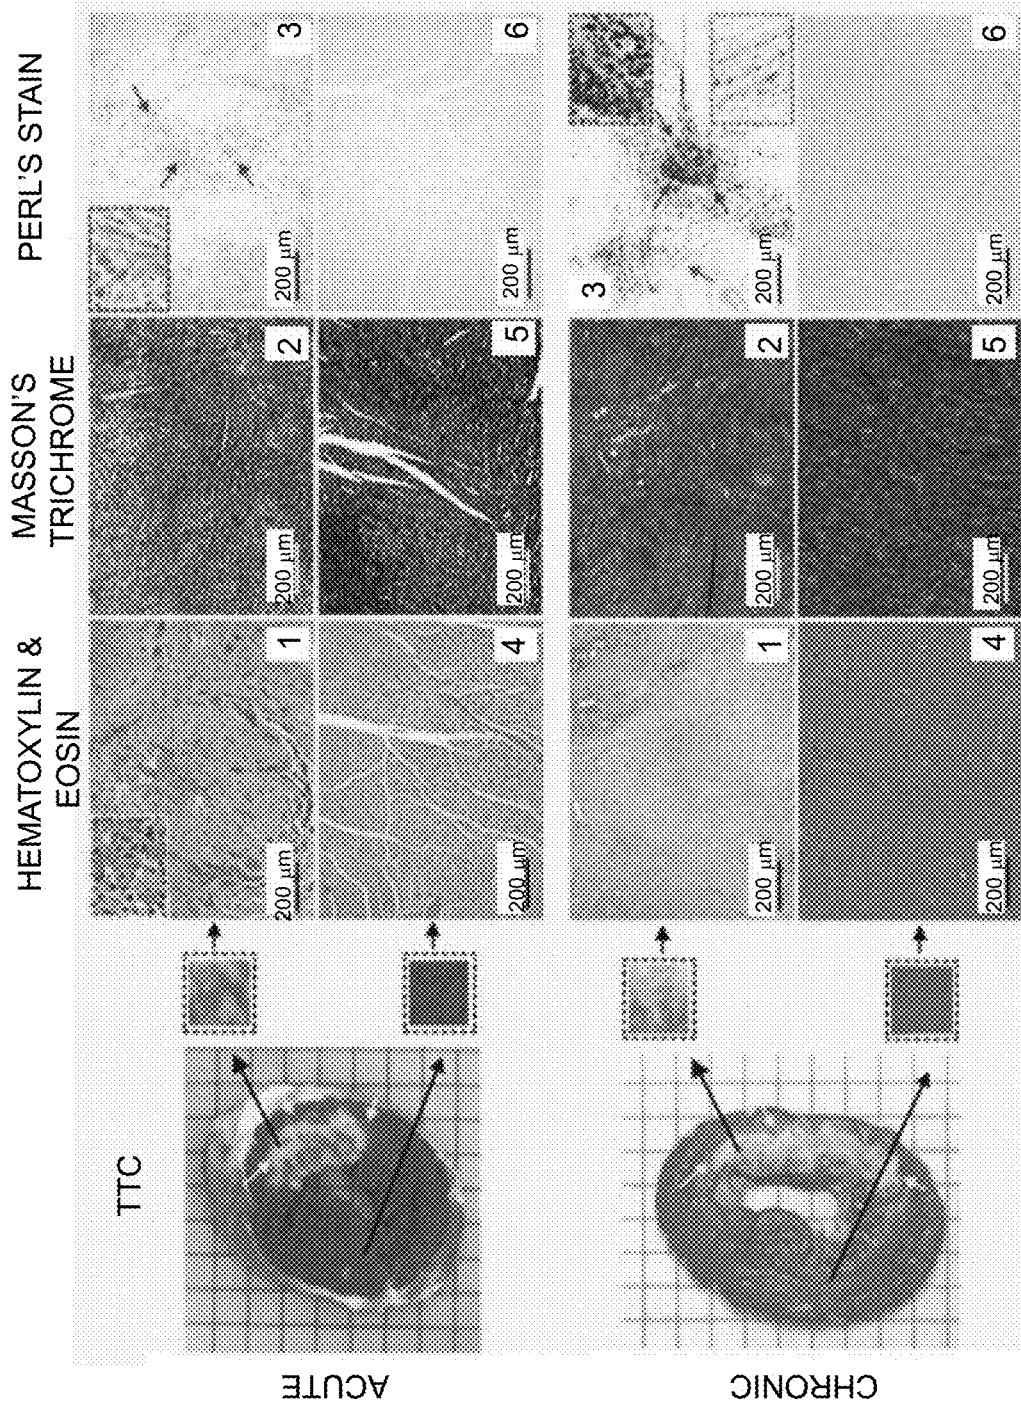 TTC
HEMATOXYLIN &
EOSIN
MASSON'S
TRICHROME
PERL'S STAIN
ACUTE
200 µm
1
200 µm
2
200 µm
3
200 µm
4
200 µm
5
200 µm
6
CHRONIC
200 µm
1
200 µm
2
3
200 µm
200 µm
4
200 µm
5
200 µm
6